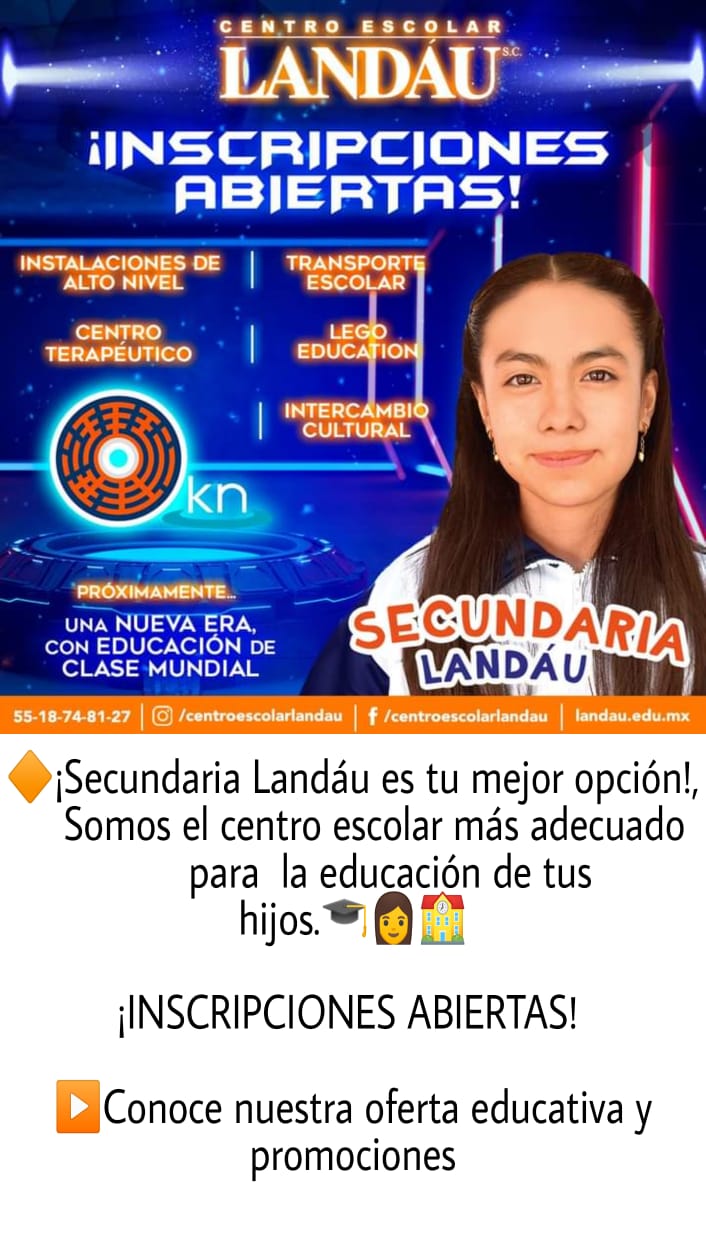 CENTRO ESCOLAR
LANDÁU S.C.
¡INSCRIPCIONES
ABIERTAS!
INSTALACIONES DE
ALTO NIVEL
TRANSPORTE
ESCOLAR
CENTRO
TERAPÉUTICO
LEGO
EDUCATION
INTERCAMBIO
CULTURAL
kn
PRÓXIMAMENTE...
UNA NUEVA ERA,
CON EDUCACIÓN DE
CLASE MUNDIAL
SECUNDARIA
LANDÁU
55-18-74-81-27 | /centroescolarlandau | f /centroescolarlandau | landau.edu.mx
🔶¡Secundaria Landáu es tu mejor opción!,
Somos el centro escolar más adecuado
para la educación de tus
hijos.🎓👩🏫
¡INSCRIPCIONES ABIERTAS!
▶️Conoce nuestra oferta educativa y
promociones